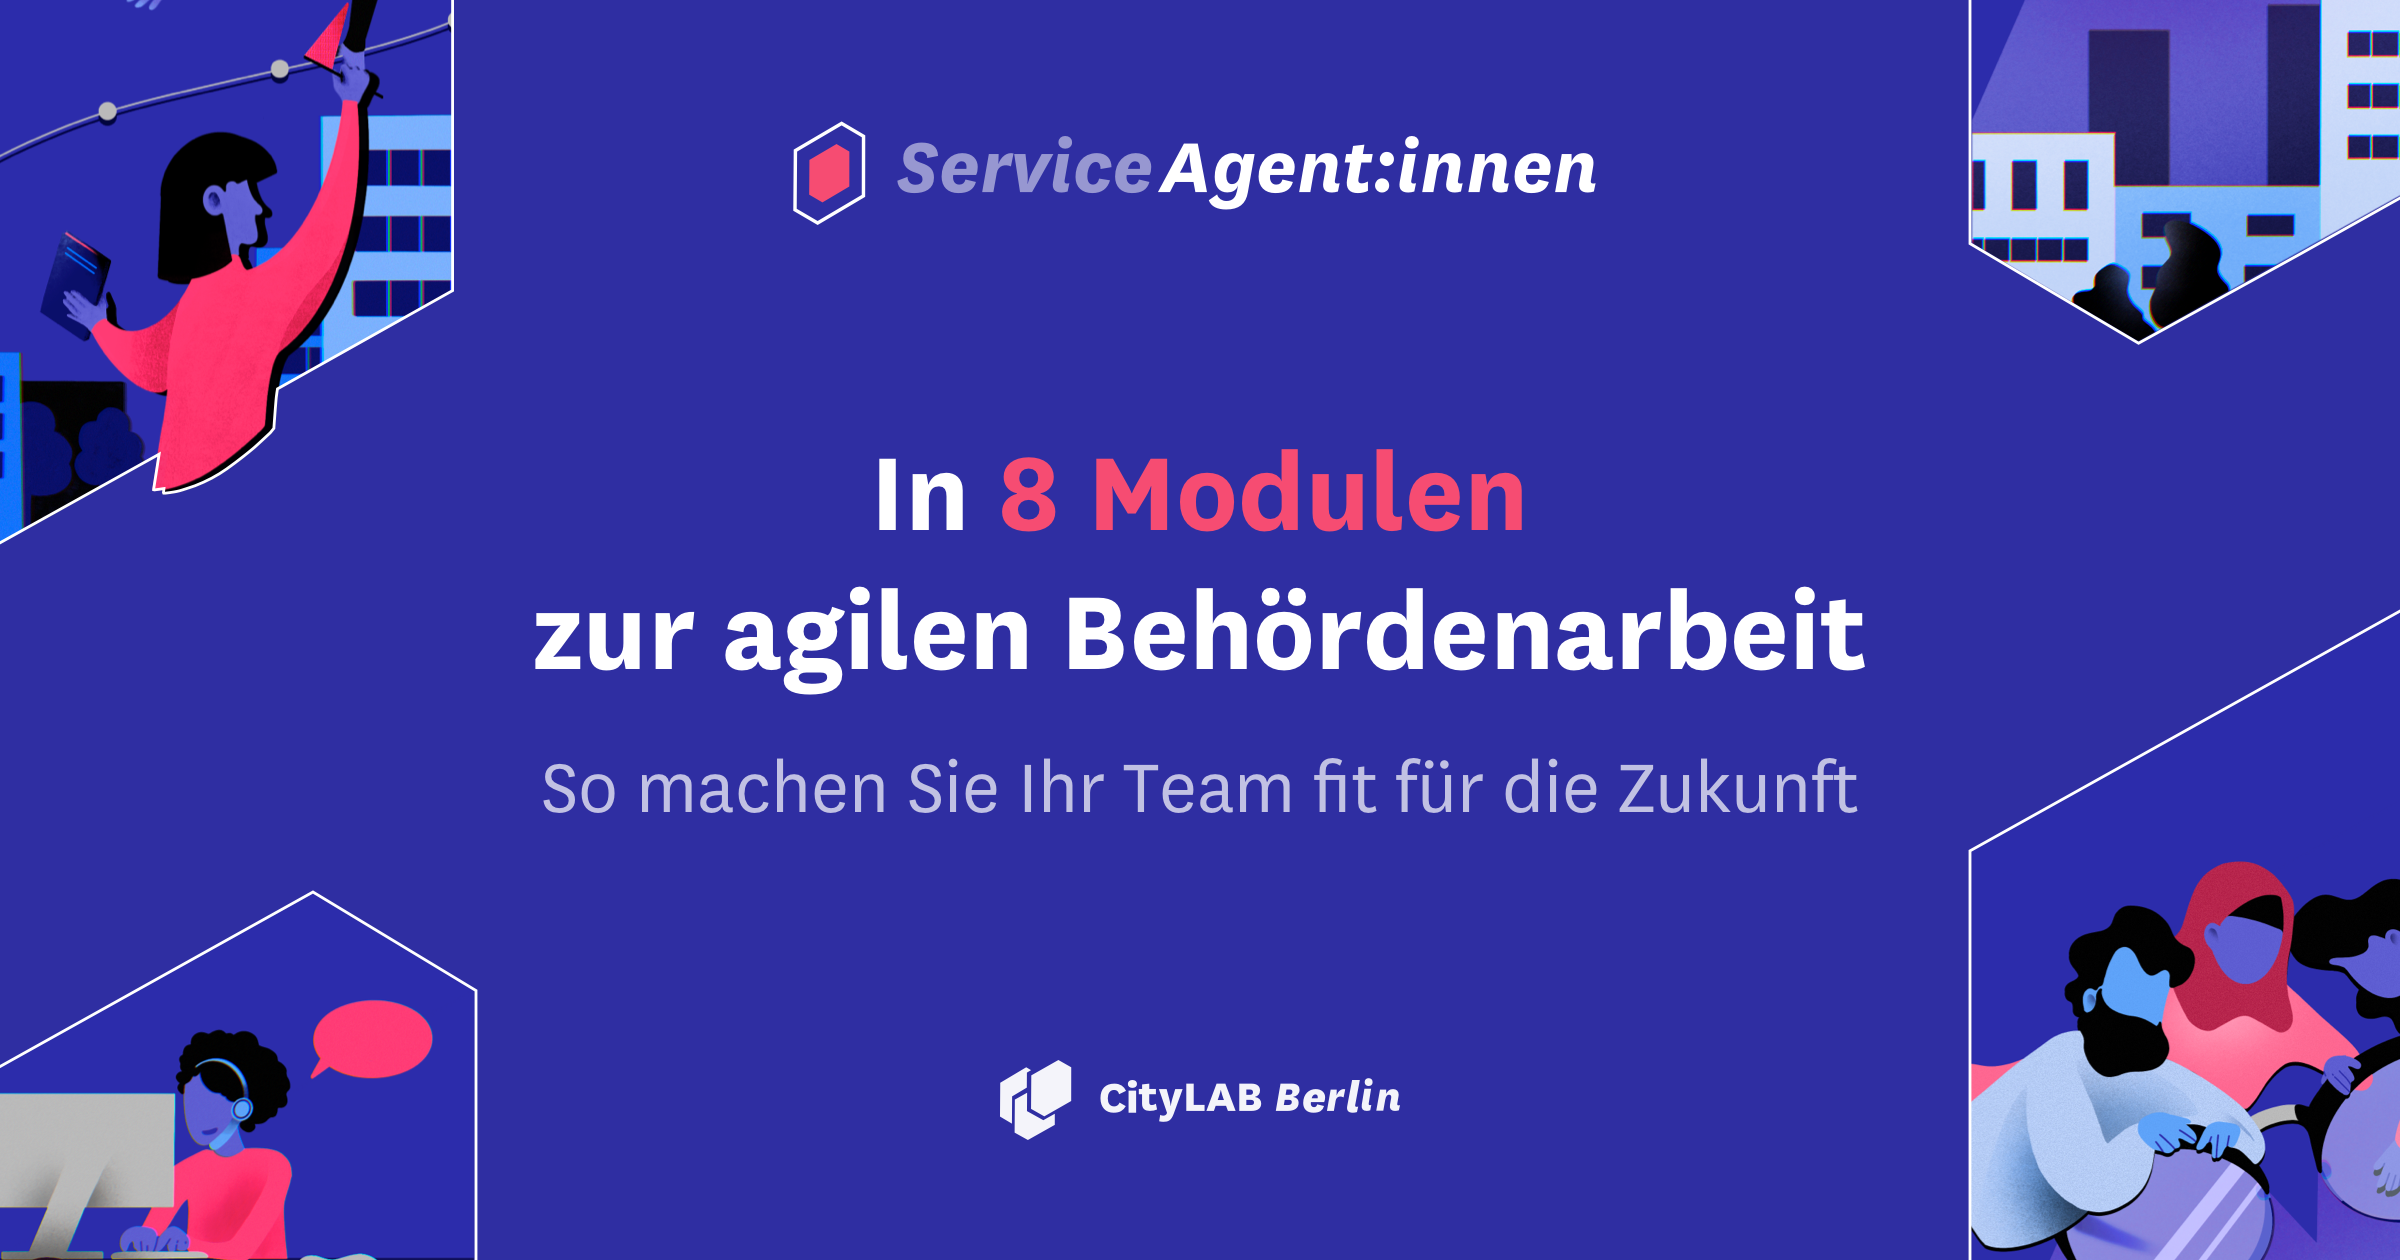 ServiceAgent:innen
In 8 Modulen
zur agilen Behördenarbeit
So machen Sie Ihr Team fit für die Zukunft
CityLAB Berlin